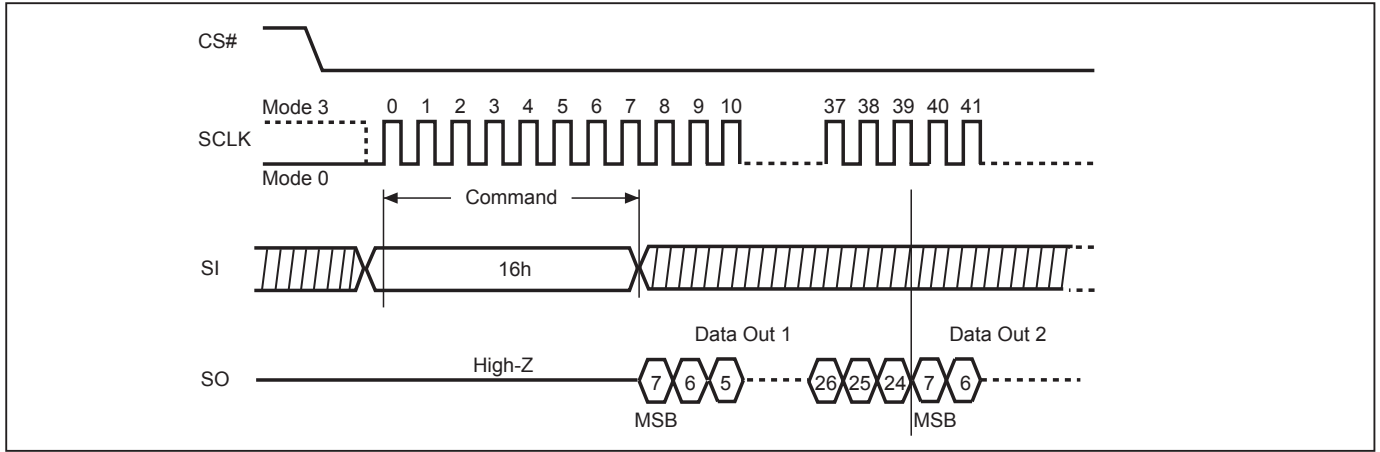 CS#
Mode 3
0 1 2 3 4 5 6 7 8 9 10 37 38 39 40 41
SCLK
Mode 0
Command
SI
16h
Data Out 1
Data Out 2
High-Z
SO
7 6 5 26 25 24 7 6
MSB
MSB